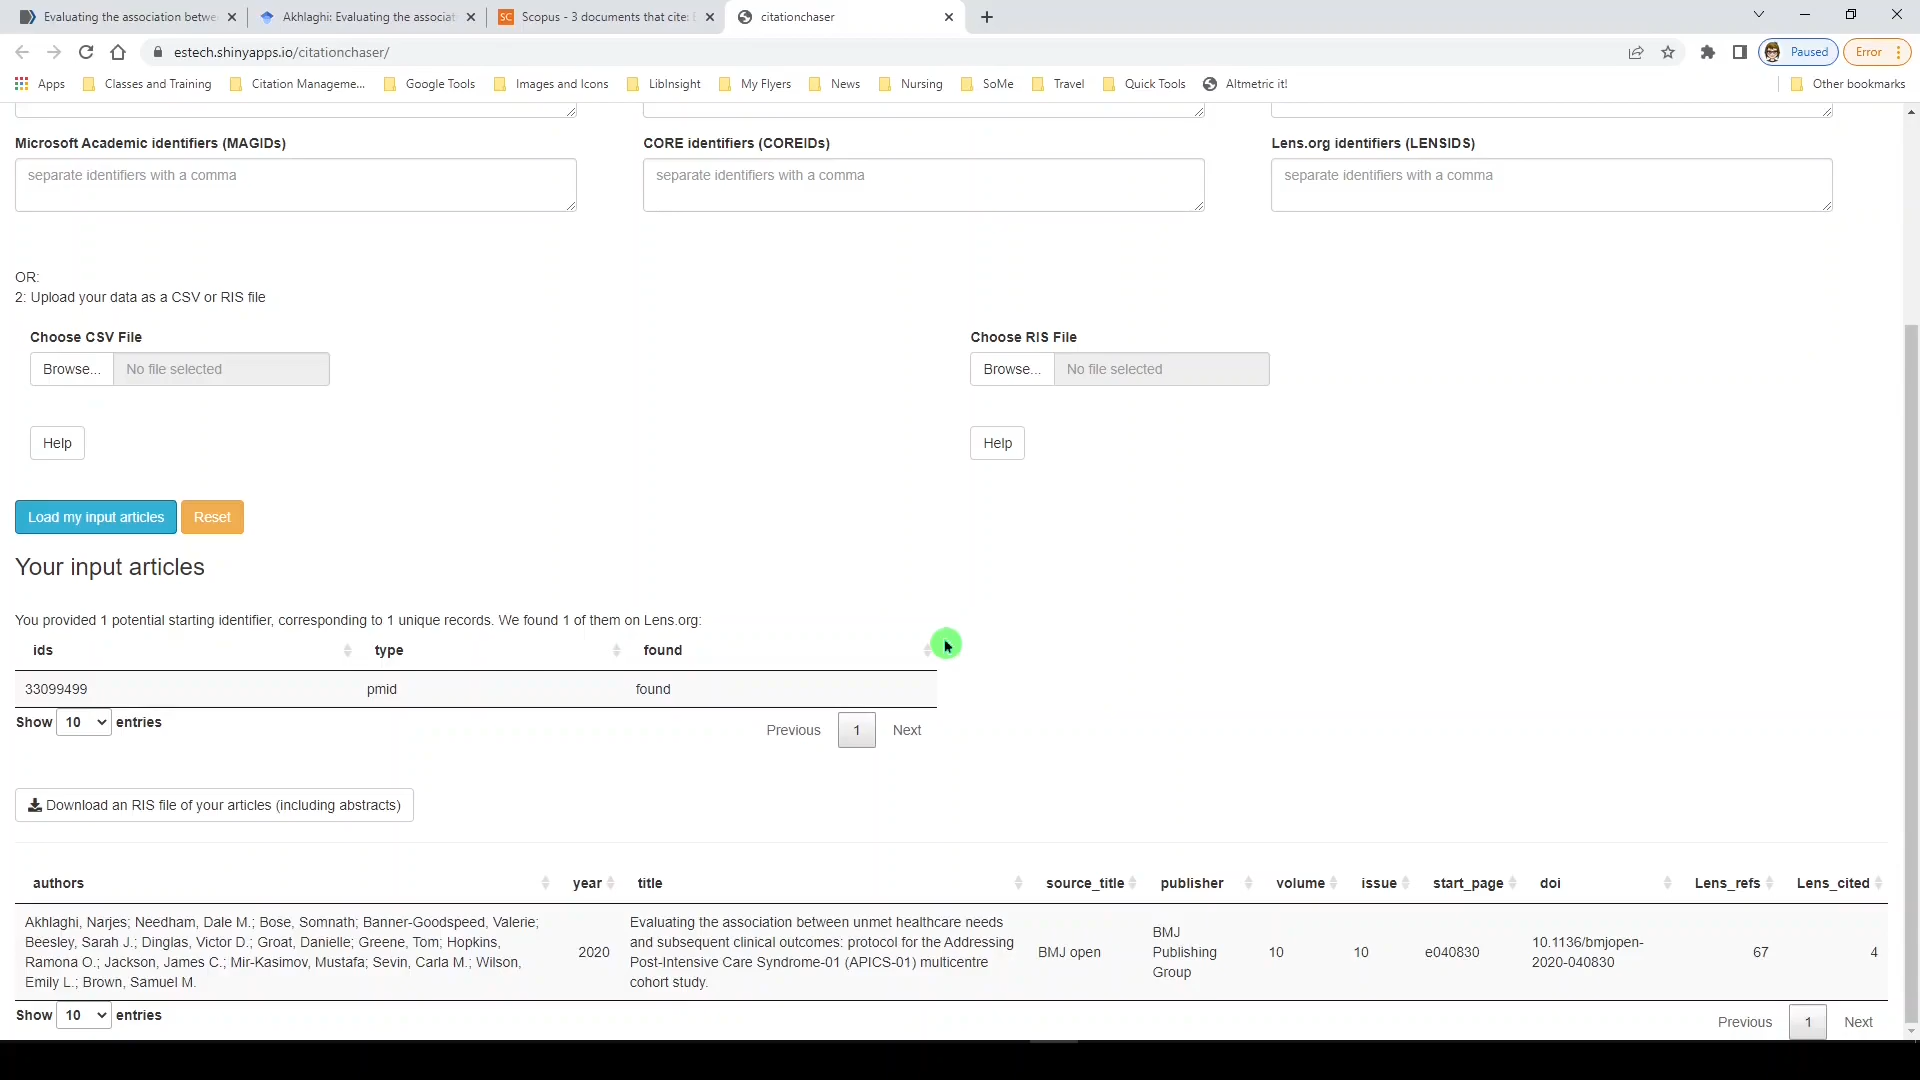 Evaluating the association betwe
Akhlaghi: Evaluating the associat
SC Scopus - 3 documents that cite: E
citationchaser
estech.shinyapps.io/citationchaser/
Paused
Error
Apps
Classes and Training
Citation Manageme...
Google Tools
Images and Icons
LibInsight
My Flyers
News
Nursing
SoMe
Travel
Quick Tools
Altmetric it!
Other bookmarks
Microsoft Academic identifiers (MAGIDs)
CORE identifiers (COREIDs)
Lens.org identifiers (LENSIDS)
separate identifiers with a comma
separate identifiers with a comma
separate identifiers with a comma
OR:
2: Upload your data as a CSV or RIS file
Choose CSV File
Choose RIS File
Browse...
No file selected
Browse...
No file selected
Help
Help
Load my input articles
Reset
Your input articles
You provided 1 potential starting identifier, corresponding to 1 unique records. We found 1 of them on Lens.org:
ids
type
found
33099499
pmid
found
Show 10 entries
Previous
1
Next
Download an RIS file of your articles (including abstracts)
authors
year
title
source_title
publisher
volume
issue
start_page
doi
Lens_refs
Lens_cited
Akhlaghi, Narjes; Needham, Dale M.; Bose, Somnath; Banner-Goodspeed, Valerie;
Beesley, Sarah J.; Dinglas, Victor D.; Groat, Danielle; Greene, Tom; Hopkins,
Ramona O.; Jackson, James C.; Mir-Kasimov, Mustafa; Sevin, Carla M.; Wilson,
Emily L.; Brown, Samuel M.
2020
Evaluating the association between unmet healthcare needs
and subsequent clinical outcomes: protocol for the Addressing
Post-Intensive Care Syndrome-01 (APICS-01) multicentre
cohort study.
BMJ open
BMJ
Publishing
Group
10
10
e040830
10.1136/bmjopen-
2020-040830
67
4
Show 10 entries
Previous
1
Next